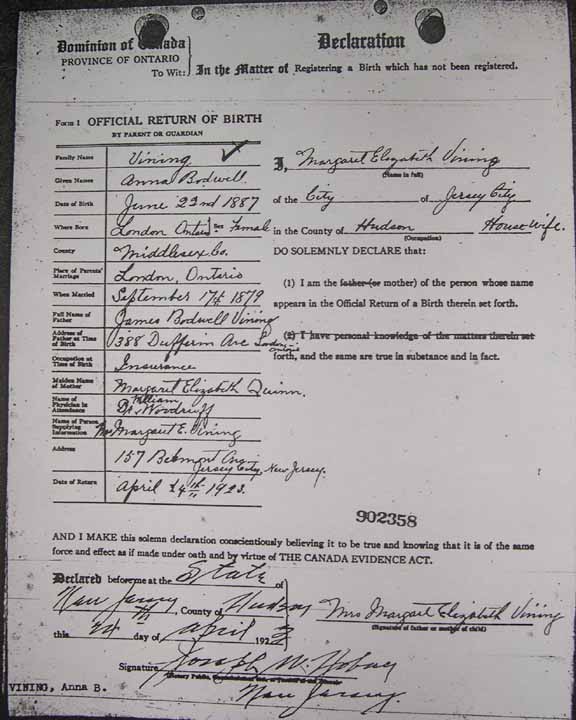 Dominion of Canada
PROVINCE OF ONTARIO
To Wit:
Declaration
In the Matter of Registering a Birth which has not been registered.
Form 1 OFFICIAL RETURN OF BIRTH
BY PARENT OR GUARDIAN
Family Name Vining ✓
Given Names Anna Bodwell
Date of Birth June 22nd 1887
Where Born London Ontario Sex Female
County Middlesex Co.
Place of Parents' Marriage London, Ontario
When Married September 17th 1879
Full Name of Father James Bodwell Vining
Address of Father at Time of Birth 388 Dufferin Ave London Ontario
Occupation at Time of Birth Insurance
Maiden Name of Mother Margaret Elizabeth Quinn.
Name of Physician in Attendance Dr William Woodruff
Name of Person Supplying Information Mrs Margaret E. Vining
Address 157 Belmont Ave
Jersey City, New Jersey.
Date of Return April 24th 1923.
I, Margaret Elizabeth Vining
(Name in full)
of the City of Jersey City
in the County of Hudson House Wife.
(Occupation)
DO SOLEMNLY DECLARE that:
(1) I am the father (or mother) of the person whose name
appears in the Official Return of a Birth therein set forth.
(2) I have personal knowledge of the matters therein set
forth, and the same are true in substance and in fact.
902358
AND I MAKE this solemn declaration conscientiously believing it to be true and knowing that it is of the same
force and effect as if made under oath and by virtue of THE CANADA EVIDENCE ACT.
Declared before me at the State of
New Jersey County of Hudson
this 24th day of April 1923
Mrs Margaret Elizabeth Vining
(Signature of father or mother of child)
Signature Joseph W.
New Jersey.
VINING, Anna B.